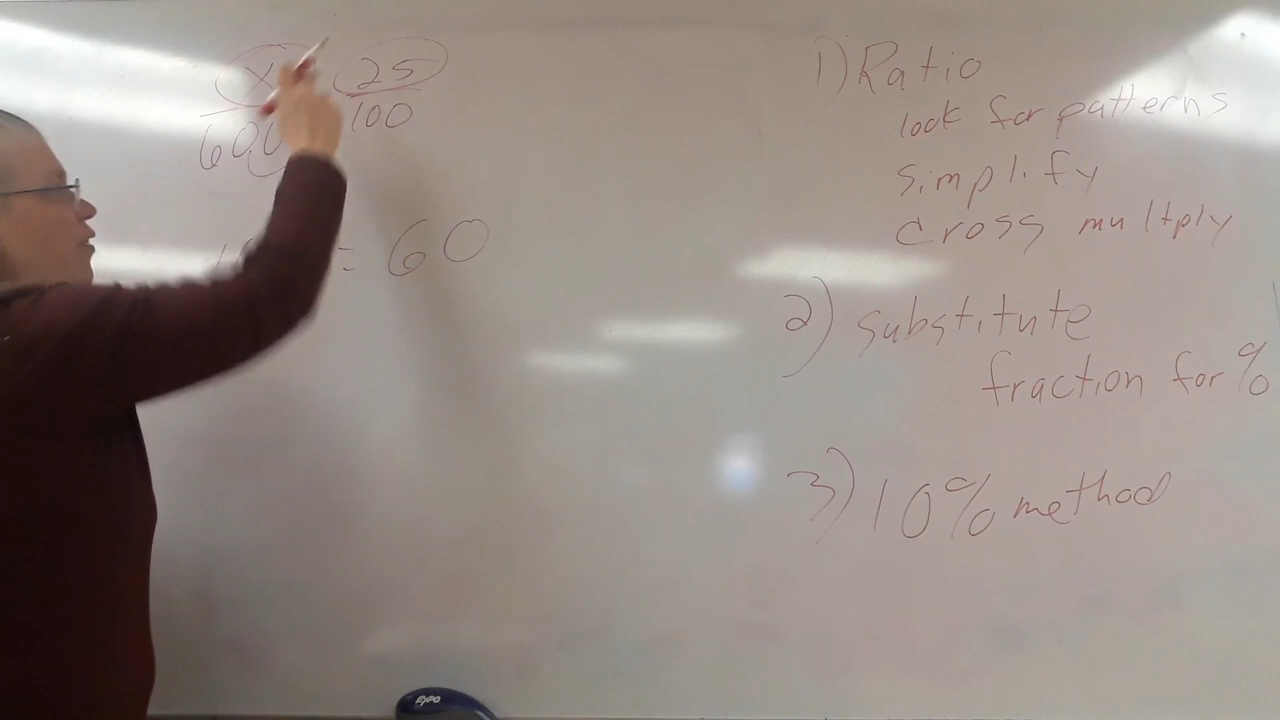 x 25
600 100
= 60
1) Ratio
look for patterns
simplify
cross multply
2) substitute
fraction for %
3) 10% method
EXPO